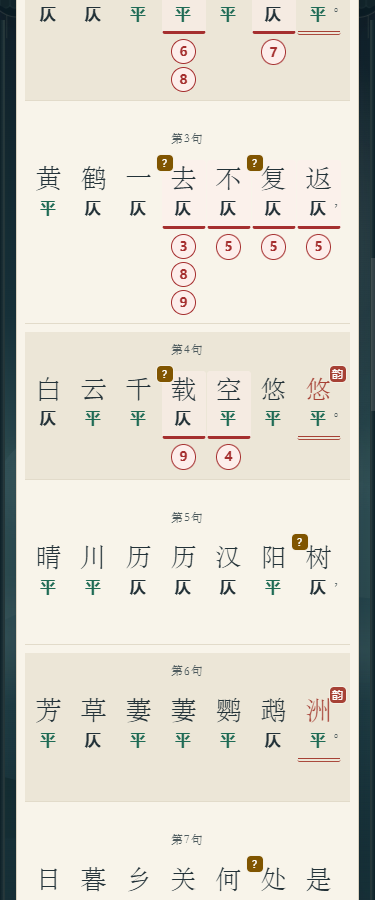 仄 仄 平 平 平 仄 平 。
6 7
8
第3句
? ?
黄 鹤 一 去 不 复 返
平 仄 仄 仄 仄 仄 仄 ，
3 5 5 5
8
9
第4句
? 韵
白 云 千 载 空 悠 悠
仄 平 平 仄 平 平 平 。
9 4
第5句
?
晴 川 历 历 汉 阳 树
平 平 仄 仄 仄 平 仄 ，
第6句
韵
芳 草 萋 萋 鹦 鹉 洲
平 仄 平 平 平 仄 平 。
第7句
?
日 暮 乡 关 何 处 是